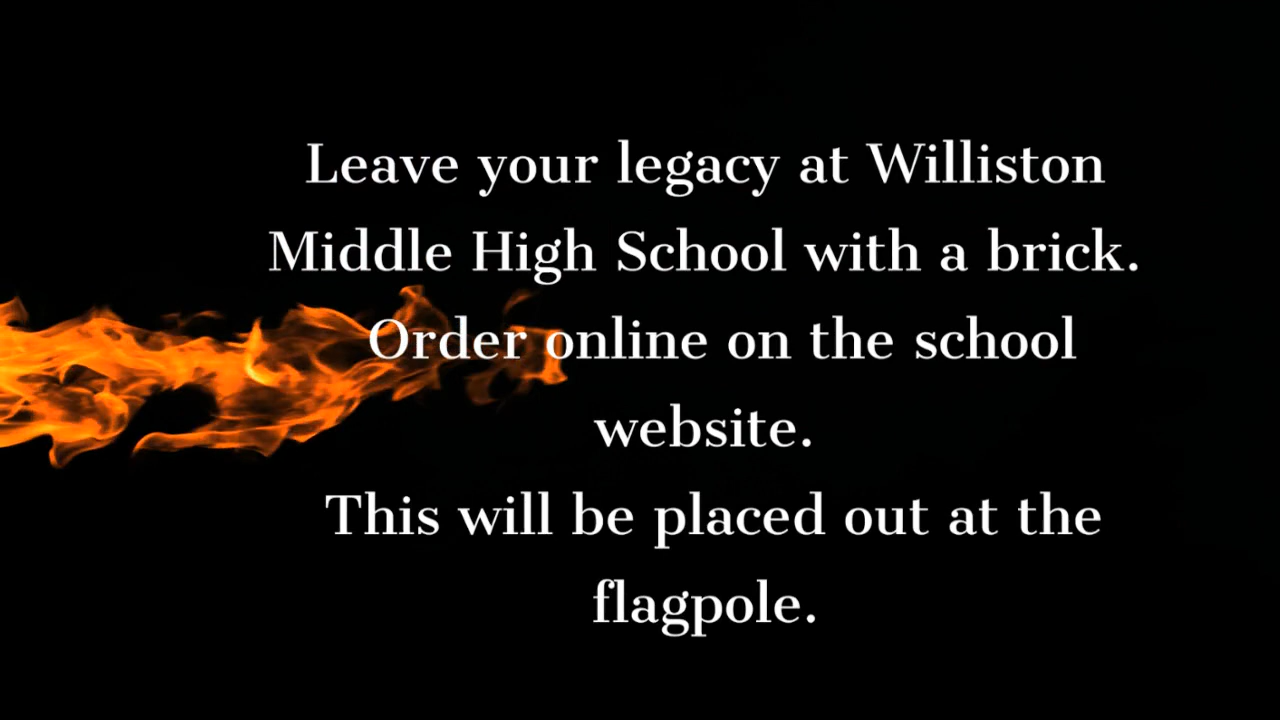 Leave your legacy at Williston
Middle High School with a brick.
Order online on the school
website.
This will be placed out at the
flagpole.